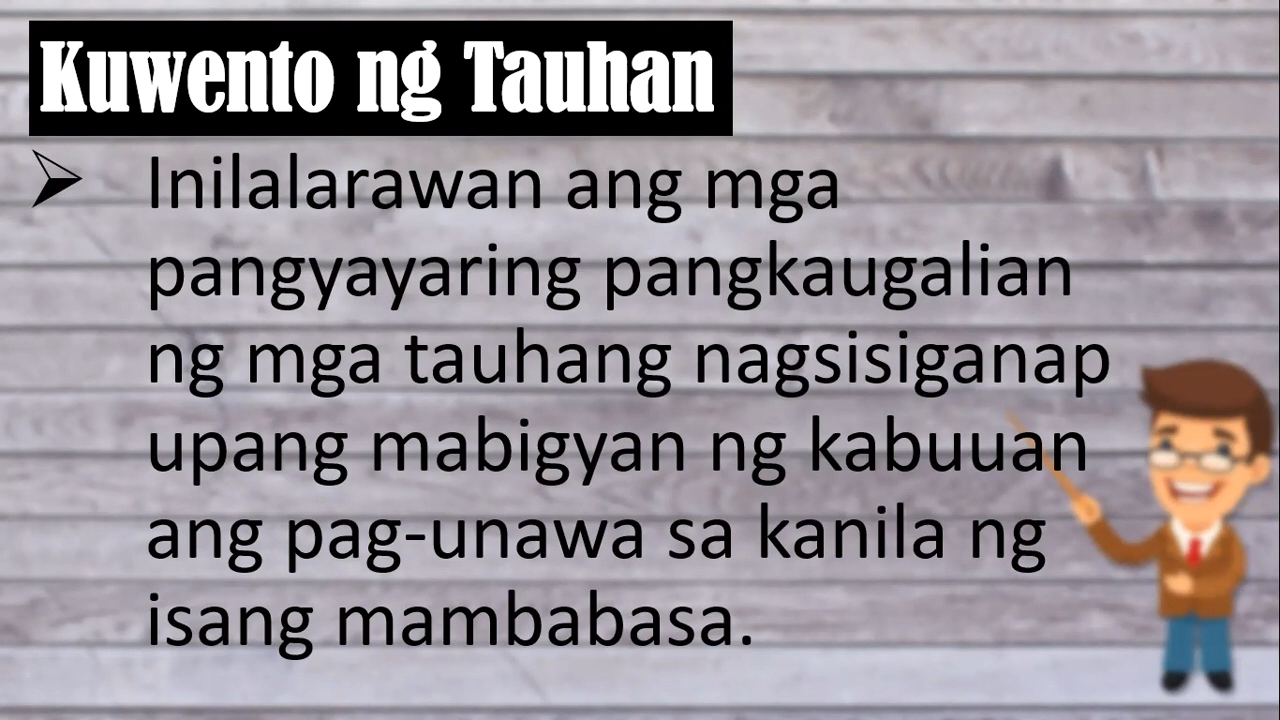 Kuwento ng Tauhan
Inilalarawan ang mga
pangyayaring pangkaugalian
ng mga tauhang nagsisiganap
upang mabigyan ng kabuuan
ang pag-unawa sa kanila ng
isang mambabasa.